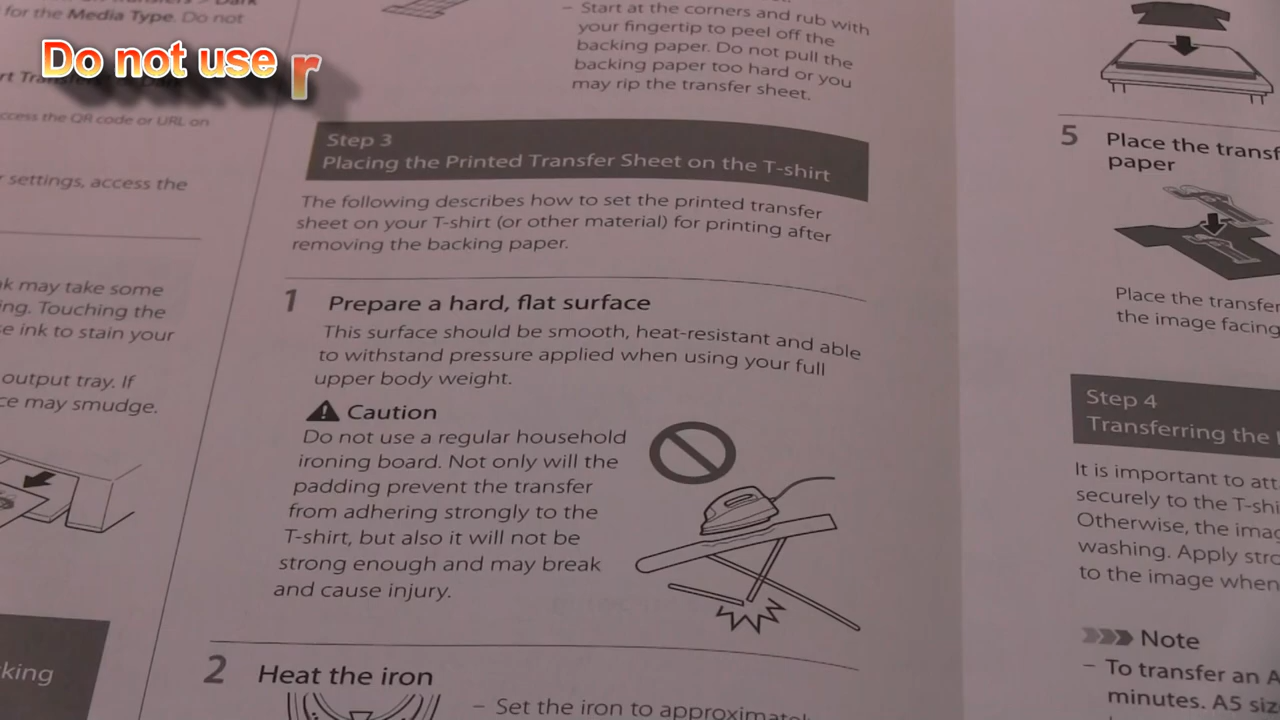 for the Media Type. Do not
Do not use r
ccess the QR code or URL on
settings, access the
k may take some
ing. Touching the
se ink to stain your
output tray. If
ce may smudge.
king
– Start at the corners and rub with
your fingertip to peel off the
backing paper. Do not pull the
backing paper too hard or you
may rip the transfer sheet.
Step 3
Placing the Printed Transfer Sheet on the T-shirt
The following describes how to set the printed transfer
sheet on your T-shirt (or other material) for printing after
removing the backing paper.
1 Prepare a hard, flat surface
This surface should be smooth, heat-resistant and able
to withstand pressure applied when using your full
upper body weight.
Caution
Do not use a regular household
ironing board. Not only will the
padding prevent the transfer
from adhering strongly to the
T-shirt, but also it will not be
strong enough and may break
and cause injury.
2 Heat the iron
– Set the iron to
5 Place the transf
paper
Place the transfer
the image facing
Step 4
Transferring the
It is important to att
securely to the T-shi
Otherwise, the imag
washing. Apply stro
to the image when
Note
– To transfer an A
minutes. A5 siz